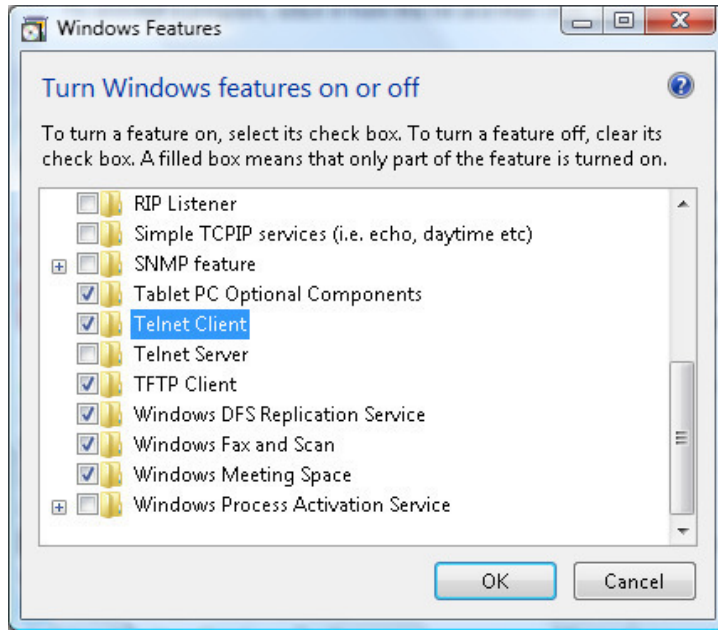 Windows Features
Turn Windows features on or off
To turn a feature on, select its check box. To turn a feature off, clear its
check box. A filled box means that only part of the feature is turned on.
RIP Listener
Simple TCPIP services (i.e. echo, daytime etc)
SNMP feature
Tablet PC Optional Components
Telnet Client
Telnet Server
TFTP Client
Windows DFS Replication Service
Windows Fax and Scan
Windows Meeting Space
Windows Process Activation Service
OK Cancel